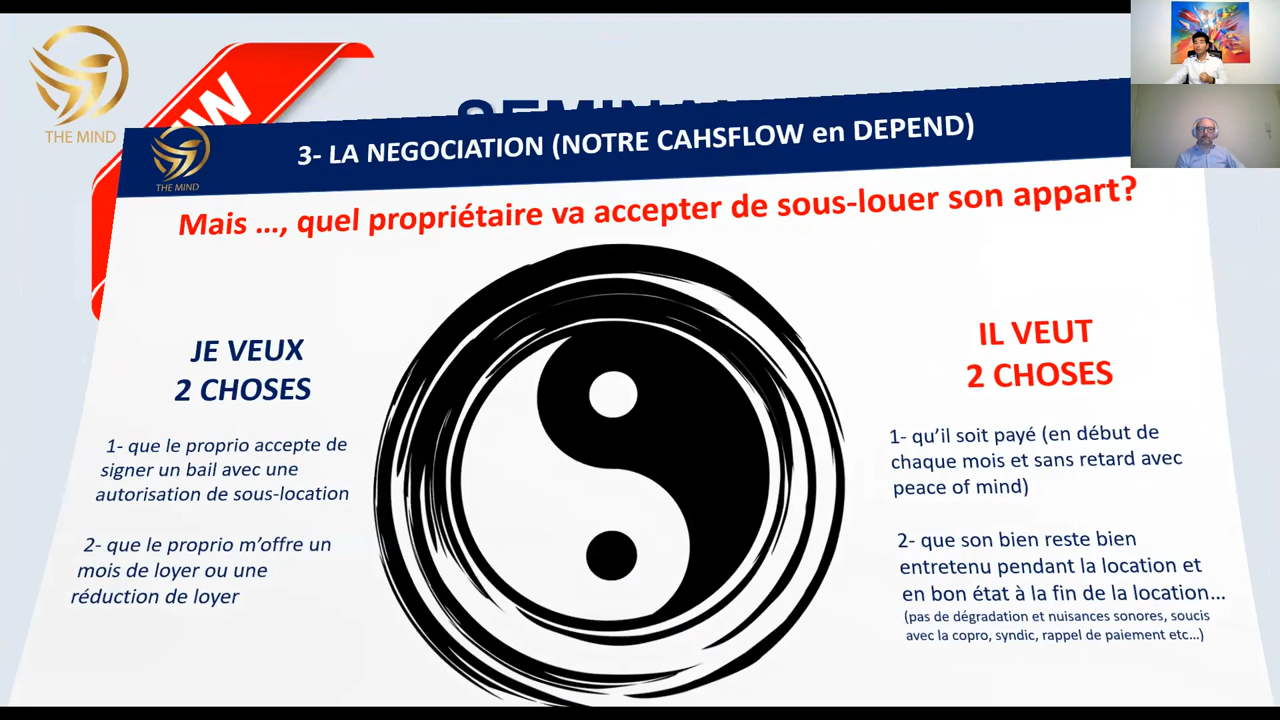 THE MIND
3- LA NEGOCIATION (NOTRE CAHSFLOW en DEPEND)
THE MIND
Mais ..., quel propriétaire va accepter de sous-louer son appart?
JE VEUX
2 CHOSES
1- que le proprio accepte de
signer un bail avec une
autorisation de sous-location
2- que le proprio m'offre un
mois de loyer ou une
réduction de loyer
IL VEUT
2 CHOSES
1- qu'il soit payé (en début de
chaque mois et sans retard avec
peace of mind)
2- que son bien reste bien
entretenu pendant la location et
en bon état à la fin de la location...
(pas de dégradation et nuisances sonores, soucis
avec la copro, syndic, rappel de paiement etc...)